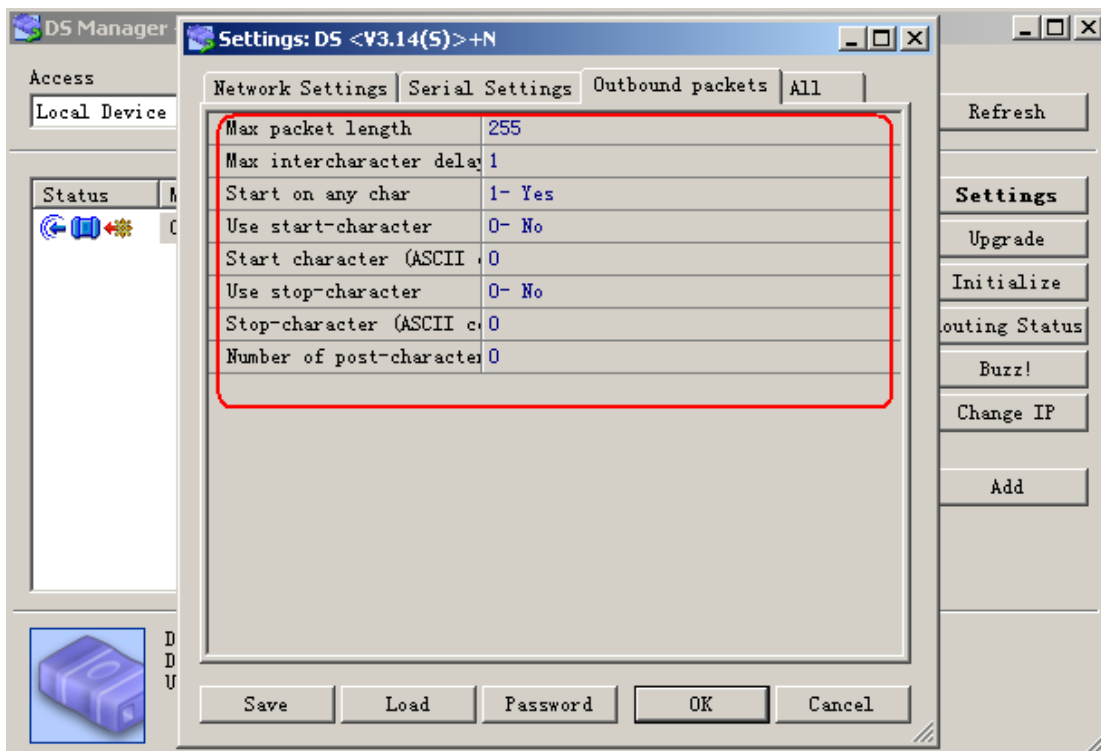 DS Manager
Settings: DS <V3.14(S)>+N
Access
Local Device
Refresh
Network Settings
Serial Settings
Outbound packets
All
Max packet length 255
Max intercharacter delay 1
Start on any char 1- Yes
Use start-character 0- No
Start character (ASCII 0
Use stop-character 0- No
Stop-character (ASCII c 0
Number of post-character 0
Status M
Settings
Upgrade
Initialize
outing Status
Buzz!
Change IP
Add
D
D
U
Save
Load
Password
OK
Cancel